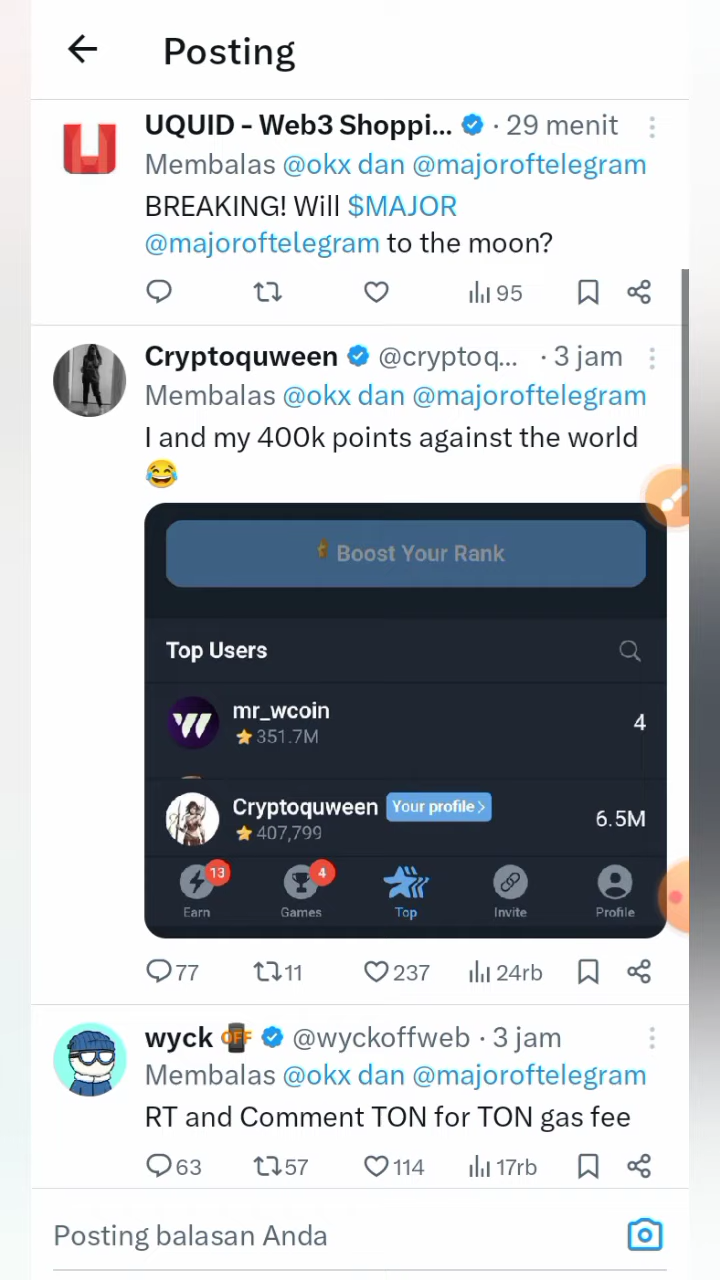 Posting
UQUID - Web3 Shoppi... · 29 menit
Membalas @okx dan @majoroftelegram
BREAKING! Will $MAJOR
@majoroftelegram to the moon?
95
Cryptoquween @cryptoq... · 3 jam
Membalas @okx dan @majoroftelegram
I and my 400k points against the world
😂
Boost Your Rank
Top Users
mr_wcoin
351.7M
4
Cryptoquween Your profile >
407,799
6.5M
13
4
Earn Games Top Invite Profile
77 11 237 24rb
wyck OFF @wyckoffweb · 3 jam
Membalas @okx dan @majoroftelegram
RT and Comment TON for TON gas fee
63 57 114 17rb
Posting balasan Anda